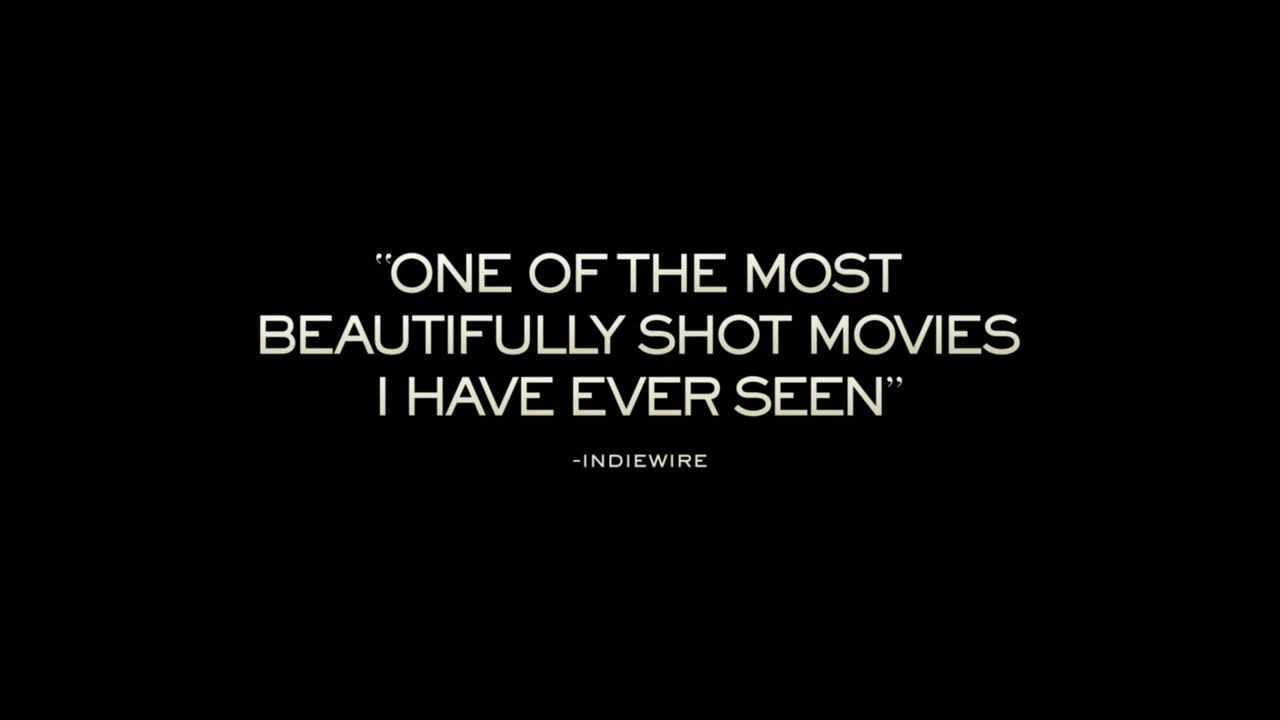 “ONE OF THE MOST
BEAUTIFULLY SHOT MOVIES
I HAVE EVER SEEN”
-INDIEWIRE